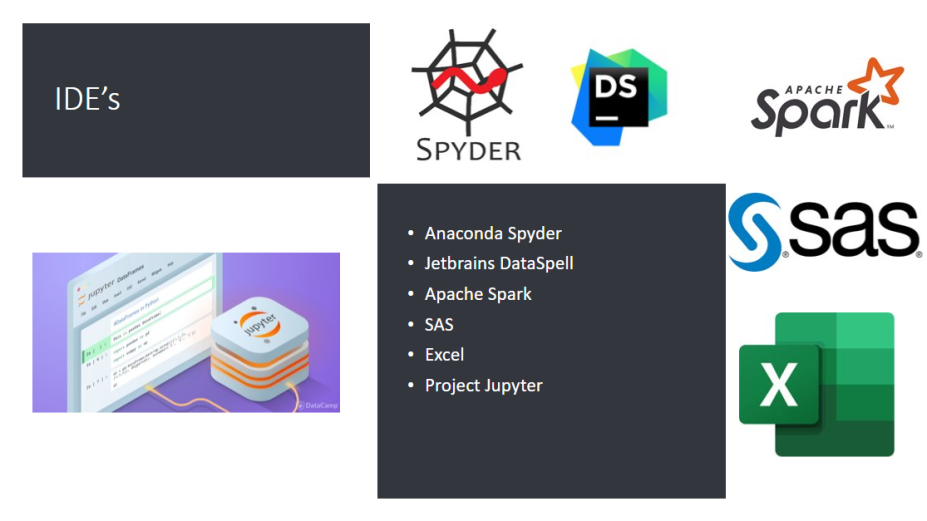 IDE’s
SPYDER
DS
APACHE
Spark™
sas®
• Anaconda Spyder
• Jetbrains DataSpell
• Apache Spark
• SAS
• Excel
• Project Jupyter
X
jupyter DataFrames
jupyter
DataCamp